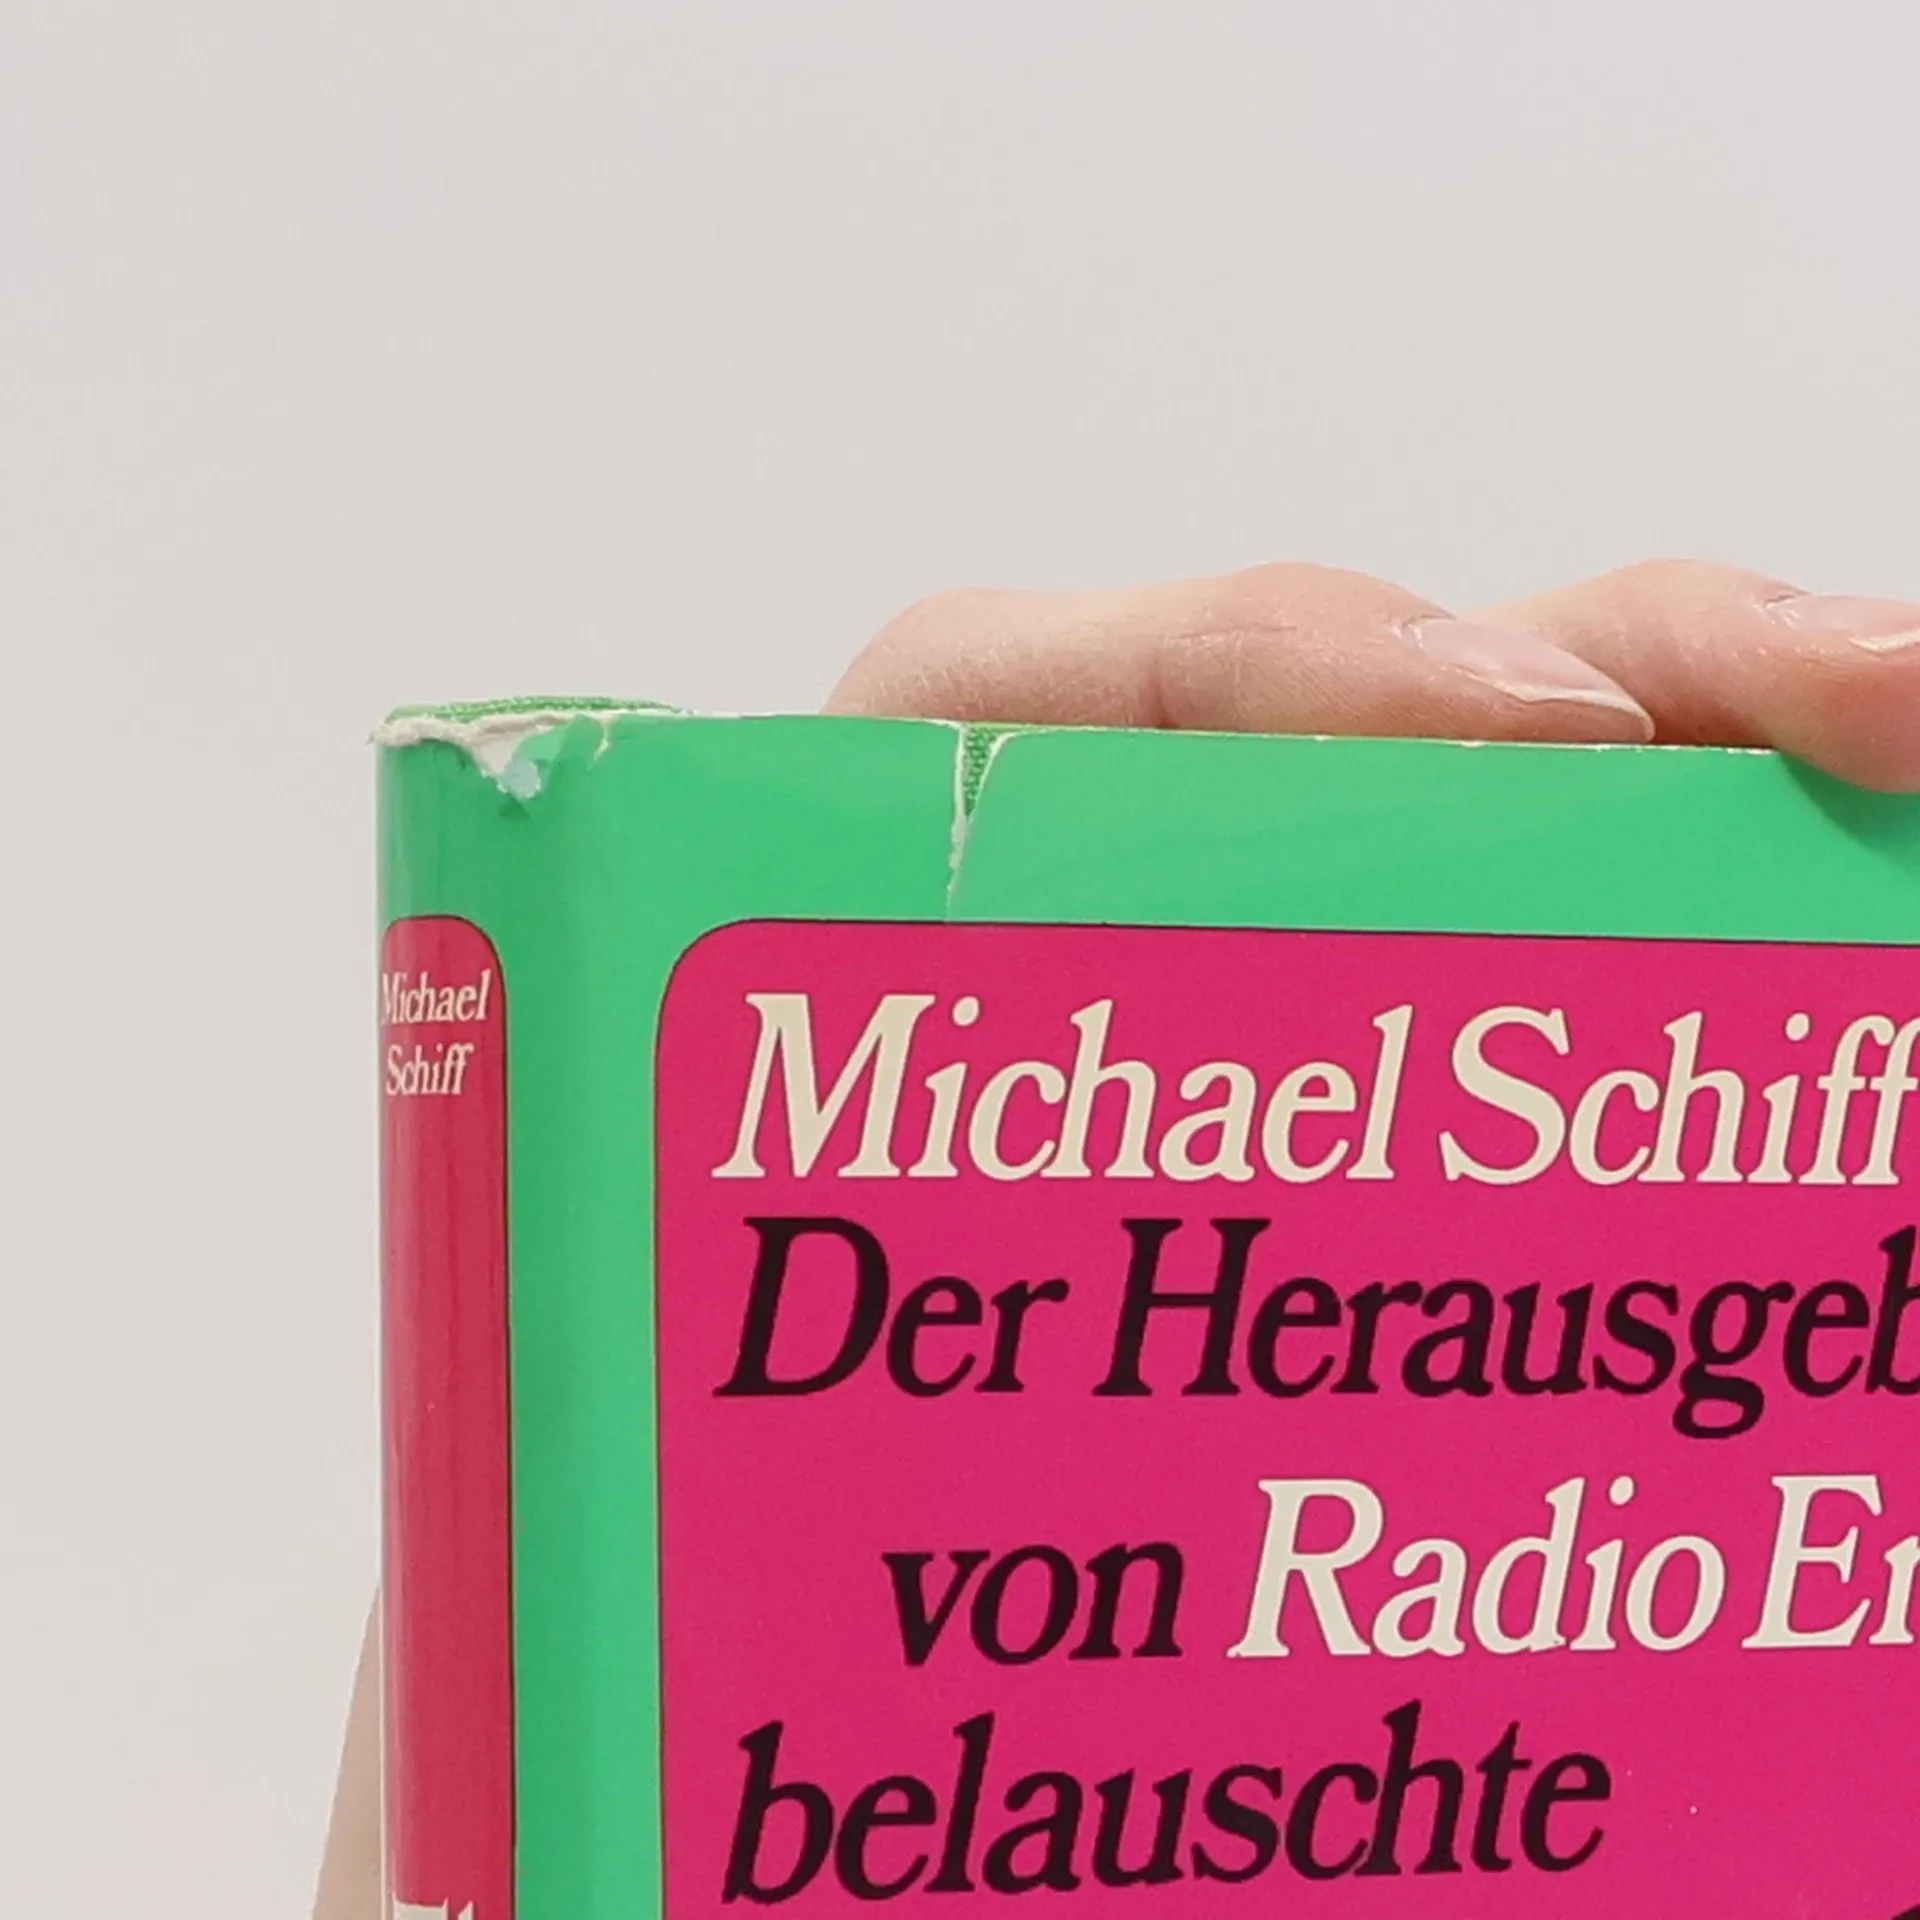 Michael
Schiff
Michael Schiff
Der Herausgeb
von Radio Er
belauschte